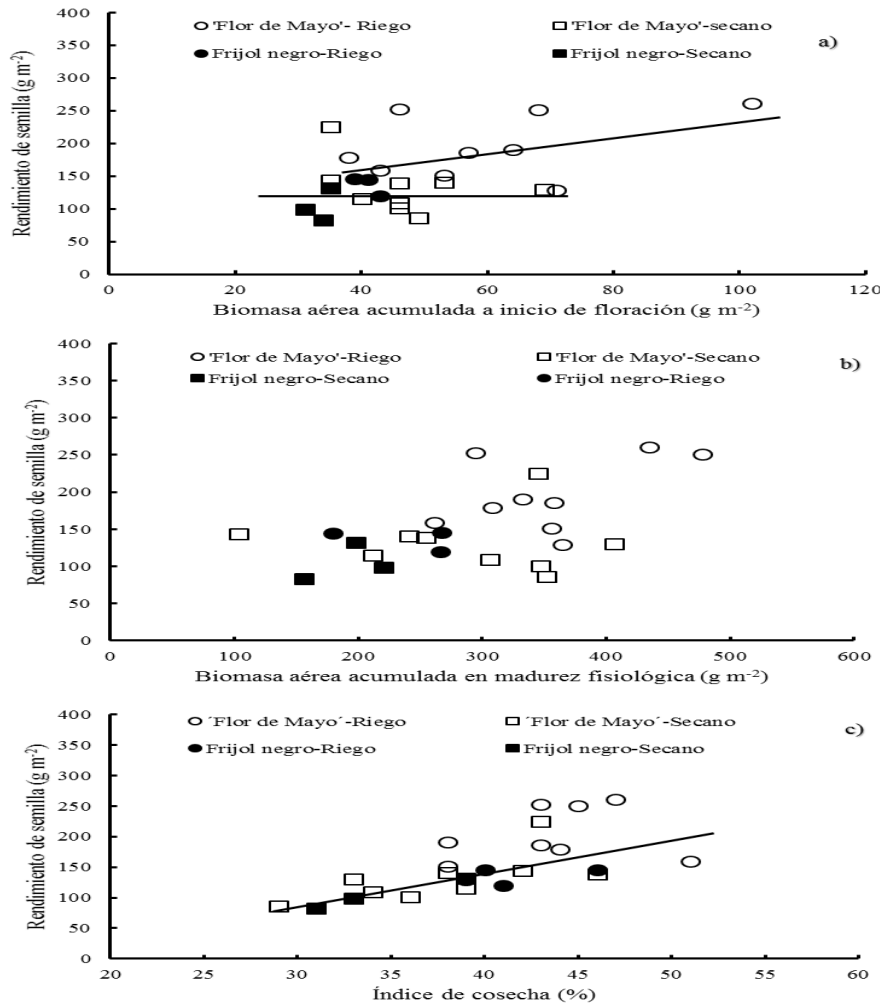 400
○ 'Flor de Mayo'- Riego □ 'Flor de Mayo'-secano
350 ● Frijol negro-Riego ■ Frijol negro-Secano a)
300
250
200
150
100
50
0
0 20 40 60 80 100 120
Rendimiento de semilla (g m-2)
Biomasa aérea acumulada a inicio de floración (g m-2)
400
○ 'Flor de Mayo'-Riego □ 'Flor de Mayo'-Secano b)
350 ■ Frijol negro-Secano ● Frijol negro-Riego
300
250
200
150
100
50
0
0 100 200 300 400 500 600
Rendimiento de semilla (g m-2)
Biomasa aérea acumulada en madurez fisiológica (g m-2)
400
○ ´Flor de Mayo´-Riego □ ´Flor de Mayo´-Secano c)
350 ● Frijol negro-Riego ■ Frijol negro-Secano
300
250
200
150
100
50
0
20 25 30 35 40 45 50 55 60
Rendimiento de semilla (g m-2)
Índice de cosecha (%)